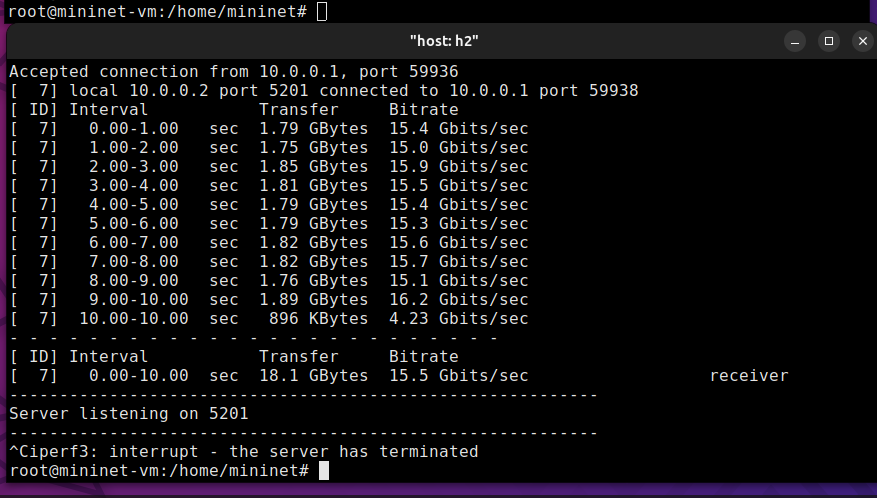 root@mininet-vm:/home/mininet#
"host: h2"
Accepted connection from 10.0.0.1, port 59936
[  7] local 10.0.0.2 port 5201 connected to 10.0.0.1 port 59938
[ ID] Interval           Transfer     Bitrate
[  7]   0.00-1.00   sec  1.79 GBytes  15.4 Gbits/sec
[  7]   1.00-2.00   sec  1.75 GBytes  15.0 Gbits/sec
[  7]   2.00-3.00   sec  1.85 GBytes  15.9 Gbits/sec
[  7]   3.00-4.00   sec  1.81 GBytes  15.5 Gbits/sec
[  7]   4.00-5.00   sec  1.79 GBytes  15.4 Gbits/sec
[  7]   5.00-6.00   sec  1.79 GBytes  15.3 Gbits/sec
[  7]   6.00-7.00   sec  1.82 GBytes  15.6 Gbits/sec
[  7]   7.00-8.00   sec  1.82 GBytes  15.7 Gbits/sec
[  7]   8.00-9.00   sec  1.76 GBytes  15.1 Gbits/sec
[  7]   9.00-10.00  sec  1.89 GBytes  16.2 Gbits/sec
[  7]  10.00-10.00  sec   896 KBytes  4.23 Gbits/sec
- - - - - - - - - - - - - - - - - - - - - - - - -
[ ID] Interval           Transfer     Bitrate
[  7]   0.00-10.00  sec  18.1 GBytes  15.5 Gbits/sec                  receiver
-----------------------------------------------------------
Server listening on 5201
-----------------------------------------------------------
^Ciperf3: interrupt - the server has terminated
root@mininet-vm:/home/mininet#